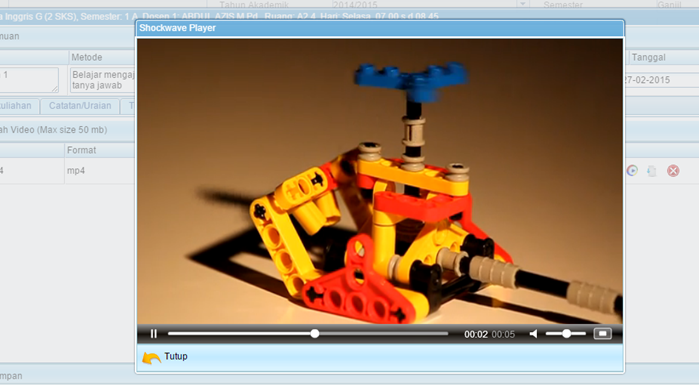 Tahun Akademik 2014/2015 Semester Ganjil
a Inggris G (2 SKS), Semester: 1 A, Dosen 1: ABDUL AZIS M.Pd., Ruang: A2.4, Hari: Selasa, 07:00 s.d 08:45
Shockwave Player
muan
Metode Tanggal
1 Belajar mengaj
tanya jawab
27-02-2015
uliahan Catatan/Uraian T
ah Video (Max size 50 mb)
Format
4 mp4
00:02 00:05
Tutup
mpan